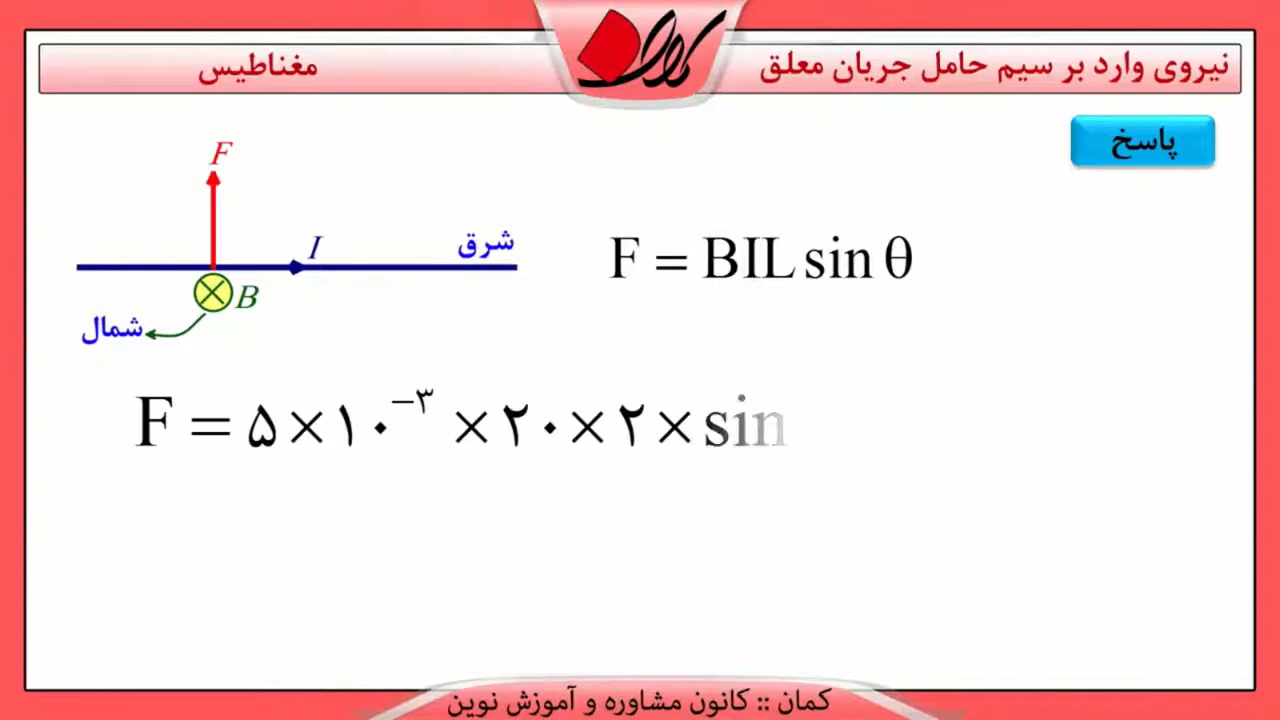 نیروی وارد بر سیم حامل جریان معلق
کمان
مغناطیس
پاسخ
F
I
شرق
B
شمال
F = BIL sin θ
F = ۵ × ۱۰⁻³ × ۲۰ × ۲ × sin
کمان :: کانون مشاوره و آموزش نوین